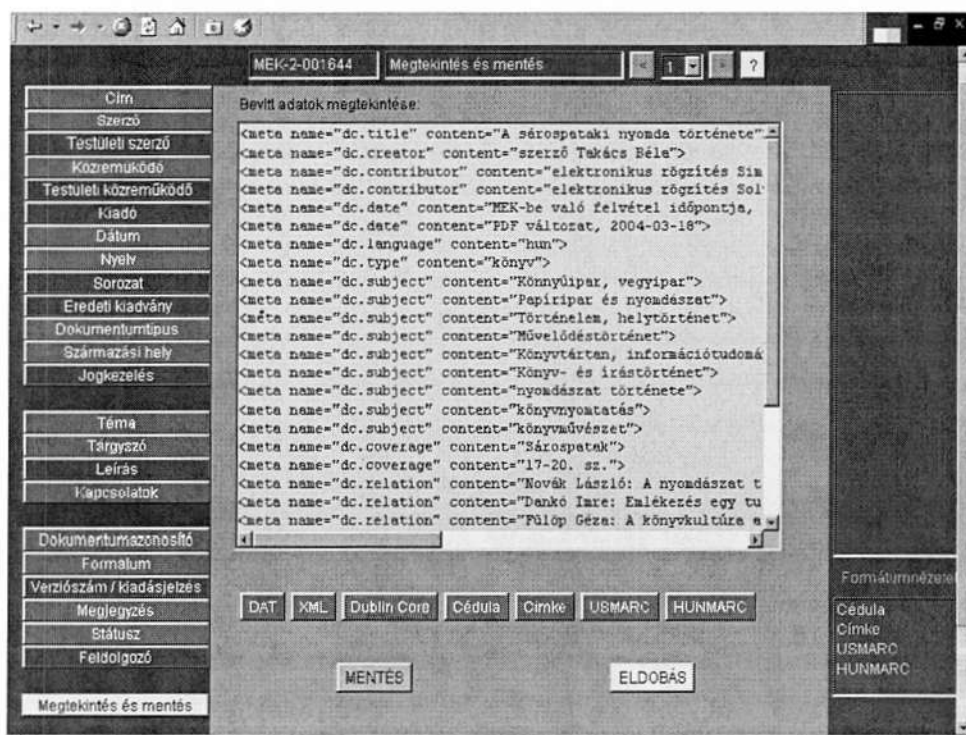 MEK-2-001644
Megtekintés és mentés
< 1 ?
Cím
Szerző
Testületi szerző
Közreműködő
Testületi közreműködő
Kiadó
Dátum
Nyelv
Sorozat
Eredeti kiadvány
Dokumentumtípus
Származási hely
Jogkezelés
Téma
Tárgyszó
Leírás
Kapcsolatok
Dokumentumazonosító
Formátum
Verziószám / kiadásjelzés
Megjegyzés
Státusz
Feldolgozó
Megtekintés és mentés
Bevitt adatok megtekintése:
<meta name="dc.title" content="A sárospataki nyomda története"
<meta name="dc.creator" content="szerző Takács Béla">
<meta name="dc.contributor" content="elektronikus rögzítés Sim
<meta name="dc.contributor" content="elektronikus rögzítés Sol
<meta name="dc.date" content="MEK-be való felvétel időpontja,
<meta name="dc.date" content="PDF változat, 2004-03-18">
<meta name="dc.language" content="hun">
<meta name="dc.type" content="könyv">
<meta name="dc.subject" content="Könnyűipar, vegyipar">
<meta name="dc.subject" content="Papíripar és nyomdászat">
<meta name="dc.subject" content="Történelem, helytörténet">
<meta name="dc.subject" content="Művelődéstörténet">
<meta name="dc.subject" content="Könyvtártan, információtudomá
<meta name="dc.subject" content="Könyv- és írástörténet">
<meta name="dc.subject" content="nyomdászat története">
<meta name="dc.subject" content="könyvnyomtatás">
<meta name="dc.subject" content="könyvművészet">
<meta name="dc.coverage" content="Sárospatak">
<meta name="dc.coverage" content="17-20. sz.">
<meta name="dc.relation" content="Novák László: A nyomdászat t
<meta name="dc.relation" content="Dankó Imre: Emlékezés egy tu
<meta name="dc.relation" content="Fülöp Géza: A könyvkultúra a
DAT XML Dublin Core Cédula Címke USMARC HUNMARC
MENTÉS ELDOBÁS
Formátumnézetek
Cédula
Címke
USMARC
HUNMARC